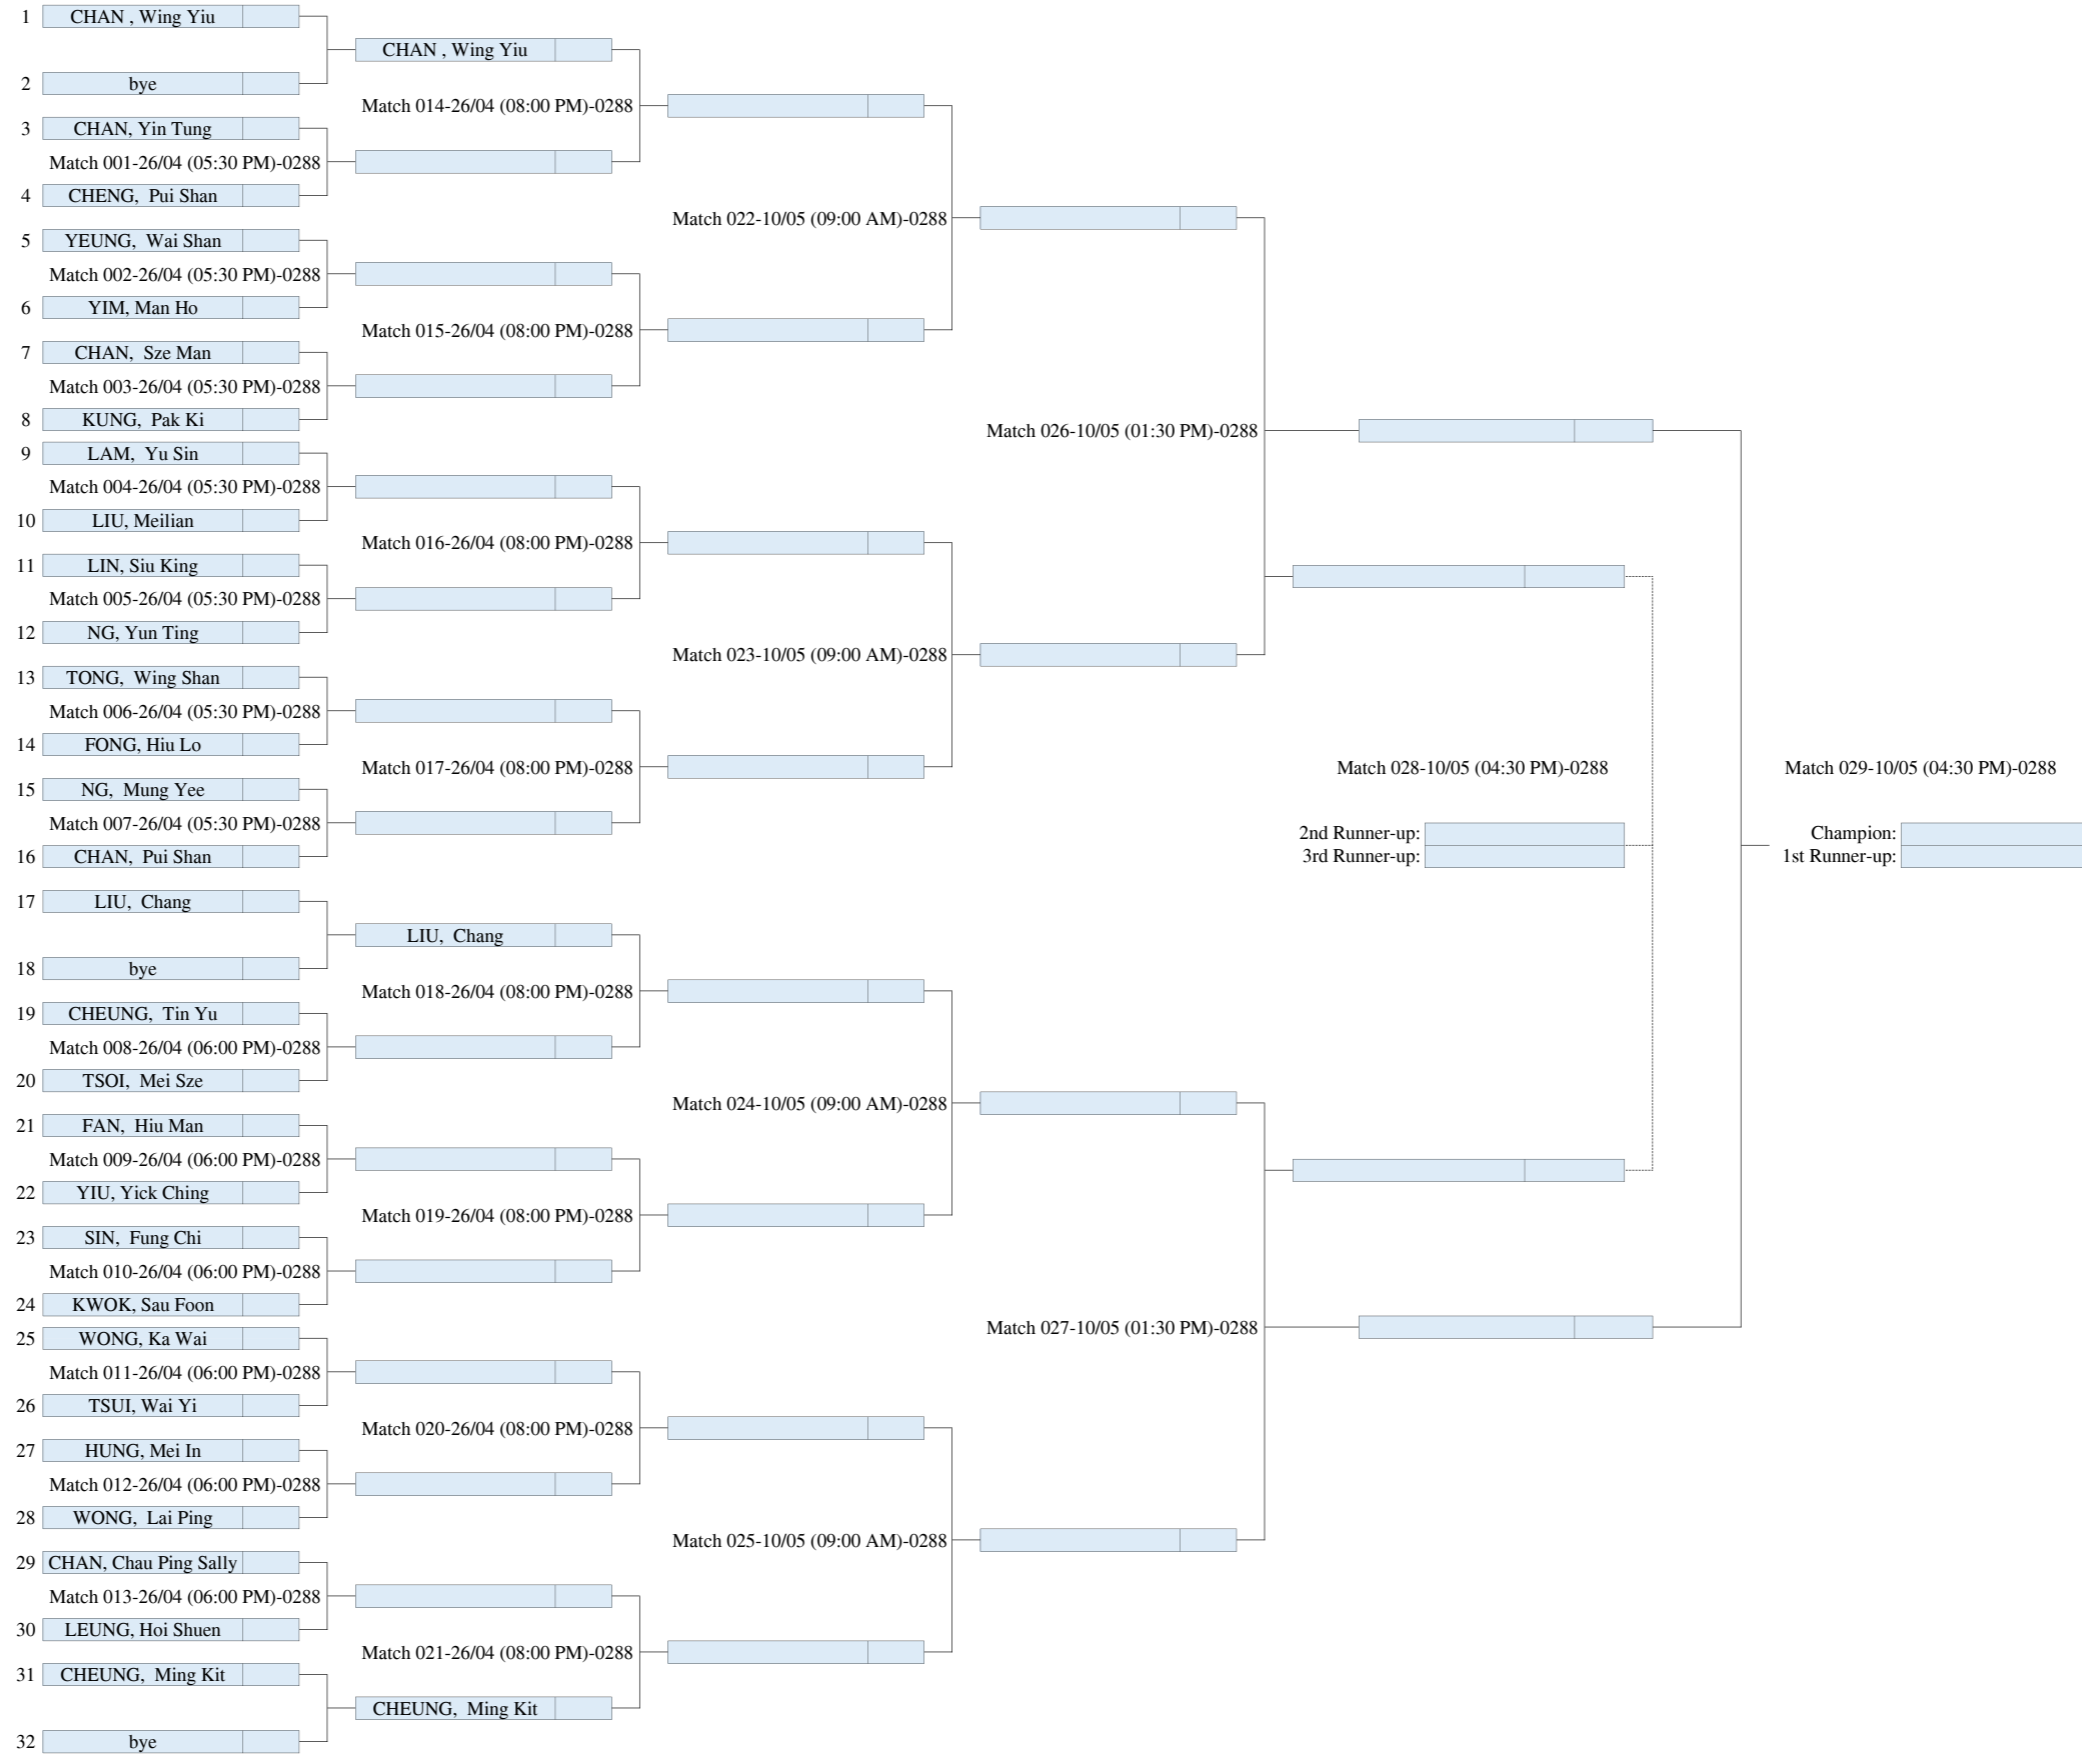 1 CHAN , Wing Yiu
CHAN , Wing Yiu
2 bye
Match 014-26/04 (08:00 PM)-0288
3 CHAN, Yin Tung
Match 001-26/04 (05:30 PM)-0288
4 CHENG, Pui Shan
Match 022-10/05 (09:00 AM)-0288
5 YEUNG, Wai Shan
Match 002-26/04 (05:30 PM)-0288
6 YIM, Man Ho
Match 015-26/04 (08:00 PM)-0288
7 CHAN, Sze Man
Match 003-26/04 (05:30 PM)-0288
8 KUNG, Pak Ki
Match 026-10/05 (01:30 PM)-0288
9 LAM, Yu Sin
Match 004-26/04 (05:30 PM)-0288
10 LIU, Meilian
Match 016-26/04 (08:00 PM)-0288
11 LIN, Siu King
Match 005-26/04 (05:30 PM)-0288
12 NG, Yun Ting
Match 023-10/05 (09:00 AM)-0288
13 TONG, Wing Shan
Match 006-26/04 (05:30 PM)-0288
14 FONG, Hiu Lo
Match 017-26/04 (08:00 PM)-0288
Match 028-10/05 (04:30 PM)-0288
Match 029-10/05 (04:30 PM)-0288
15 NG, Mung Yee
Match 007-26/04 (05:30 PM)-0288
2nd Runner-up:
Champion:
16 CHAN, Pui Shan
3rd Runner-up:
1st Runner-up:
17 LIU, Chang
LIU, Chang
18 bye
Match 018-26/04 (08:00 PM)-0288
19 CHEUNG, Tin Yu
Match 008-26/04 (06:00 PM)-0288
20 TSOI, Mei Sze
Match 024-10/05 (09:00 AM)-0288
21 FAN, Hiu Man
Match 009-26/04 (06:00 PM)-0288
22 YIU, Yick Ching
Match 019-26/04 (08:00 PM)-0288
23 SIN, Fung Chi
Match 010-26/04 (06:00 PM)-0288
24 KWOK, Sau Foon
Match 027-10/05 (01:30 PM)-0288
25 WONG, Ka Wai
Match 011-26/04 (06:00 PM)-0288
26 TSUI, Wai Yi
Match 020-26/04 (08:00 PM)-0288
27 HUNG, Mei In
Match 012-26/04 (06:00 PM)-0288
28 WONG, Lai Ping
Match 025-10/05 (09:00 AM)-0288
29 CHAN, Chau Ping Sally
Match 013-26/04 (06:00 PM)-0288
30 LEUNG, Hoi Shuen
Match 021-26/04 (08:00 PM)-0288
31 CHEUNG, Ming Kit
CHEUNG, Ming Kit
32 bye